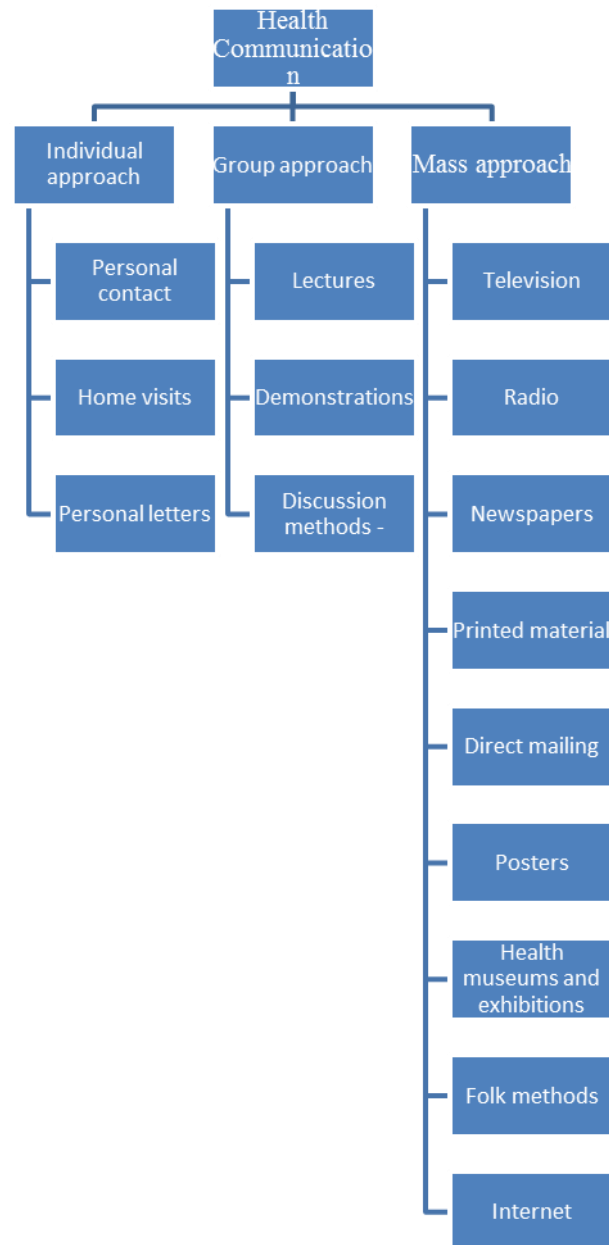 Health
Communicatio
n
Individual
approach
Group approach
Mass approach
Personal
contact
Home visits
Personal letters
Lectures
Demonstrations
Discussion
methods -
Television
Radio
Newspapers
Printed material
Direct mailing
Posters
Health
museums and
exhibitions
Folk methods
Internet